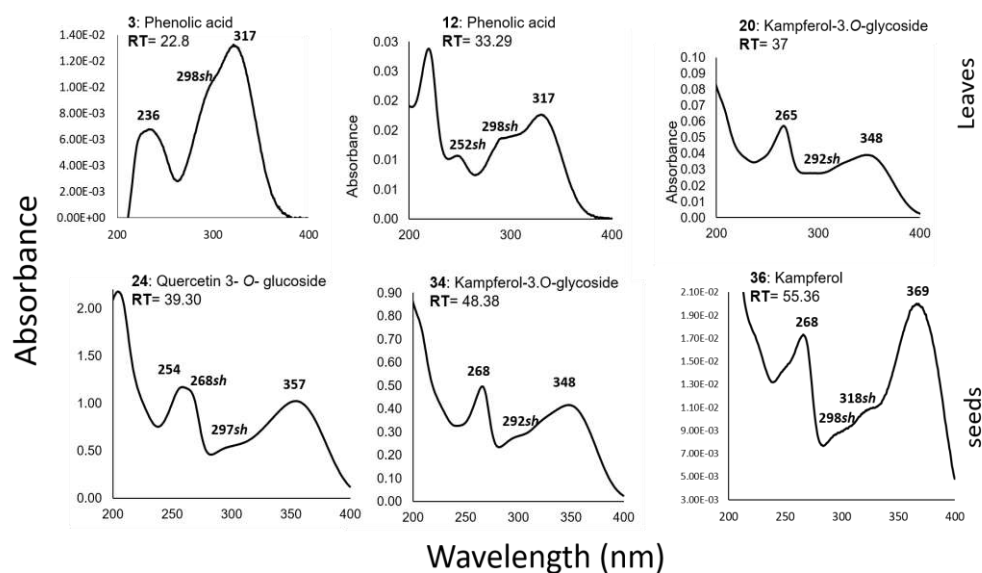 3: Phenolic acid
RT= 22.8
1.40E-02
1.20E-02
1.00E-02
8.00E-03
6.00E-03
4.00E-03
2.00E-03
0.00E+00
236
298sh
317
200
300
400
12: Phenolic acid
RT= 33.29
Absorbance
0.03
0.03
0.02
0.02
0.01
0.01
0.00
252sh
298sh
317
200
300
400
20: Kampferol-3.O-glycoside
RT= 37
Absorbance
0.10
0.09
0.08
0.07
0.06
0.05
0.04
0.03
0.02
0.01
0.00
265
292sh
348
200
300
400
Leaves
Absorbance
24: Quercetin 3- O- glucoside
RT= 39.30
2.00
1.50
1.00
0.50
0.00
254
268sh
297sh
357
200
250
300
350
400
34: Kampferol-3.O-glycoside
RT= 48.38
0.90
0.80
0.70
0.60
0.50
0.40
0.30
0.20
0.10
0.00
268
292sh
348
200
250
300
350
400
36: Kampferol
RT= 55.36
2.10E-02
1.90E-02
1.70E-02
1.50E-02
1.30E-02
1.10E-02
9.00E-03
7.00E-03
5.00E-03
3.00E-03
268
298sh
318sh
369
200
250
300
350
400
seeds
Wavelength (nm)